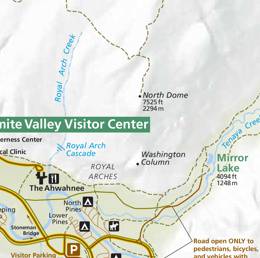 Royal Arch Creek
North Dome
7525 ft
2294 m
nite Valley Visitor Center
Tenaya Creek
erness Center
cal Clinic
Royal Arch
Cascade
Washington
Column
ROYAL
ARCHES
Mirror
Lake
4094 ft
1248 m
The Ahwahnee
North
Pines
Lower
Pines
ping
Stoneman
Bridge
Visitor Parking
P
Road open ONLY to
pedestrians, bicycles,
and vehicles with